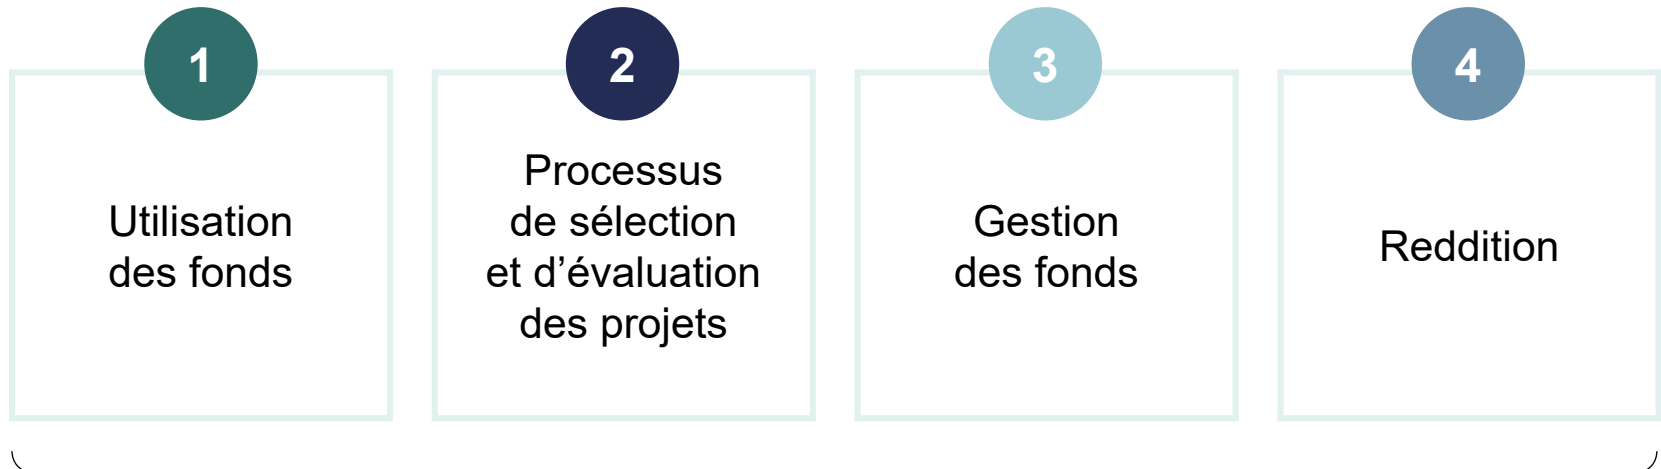 1
Utilisation
des fonds
2
Processus
de sélection
et d’évaluation
des projets
3
Gestion
des fonds
4
Reddition